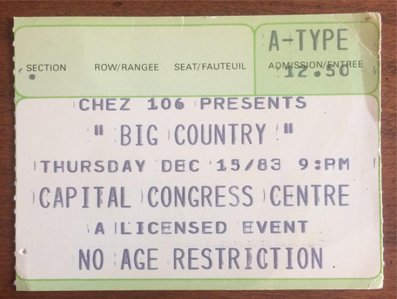 A-TYPE
SECTION ROW/RANGEE SEAT/FAUTEUIL ADMISSION/ENTREE
12.50
CHEZ 106 PRESENTS
" BIG COUNTRY "
THURSDAY DEC 15/83 9:PM
CAPITAL CONGRESS CENTRE
A LICENSED EVENT
NO AGE RESTRICTION